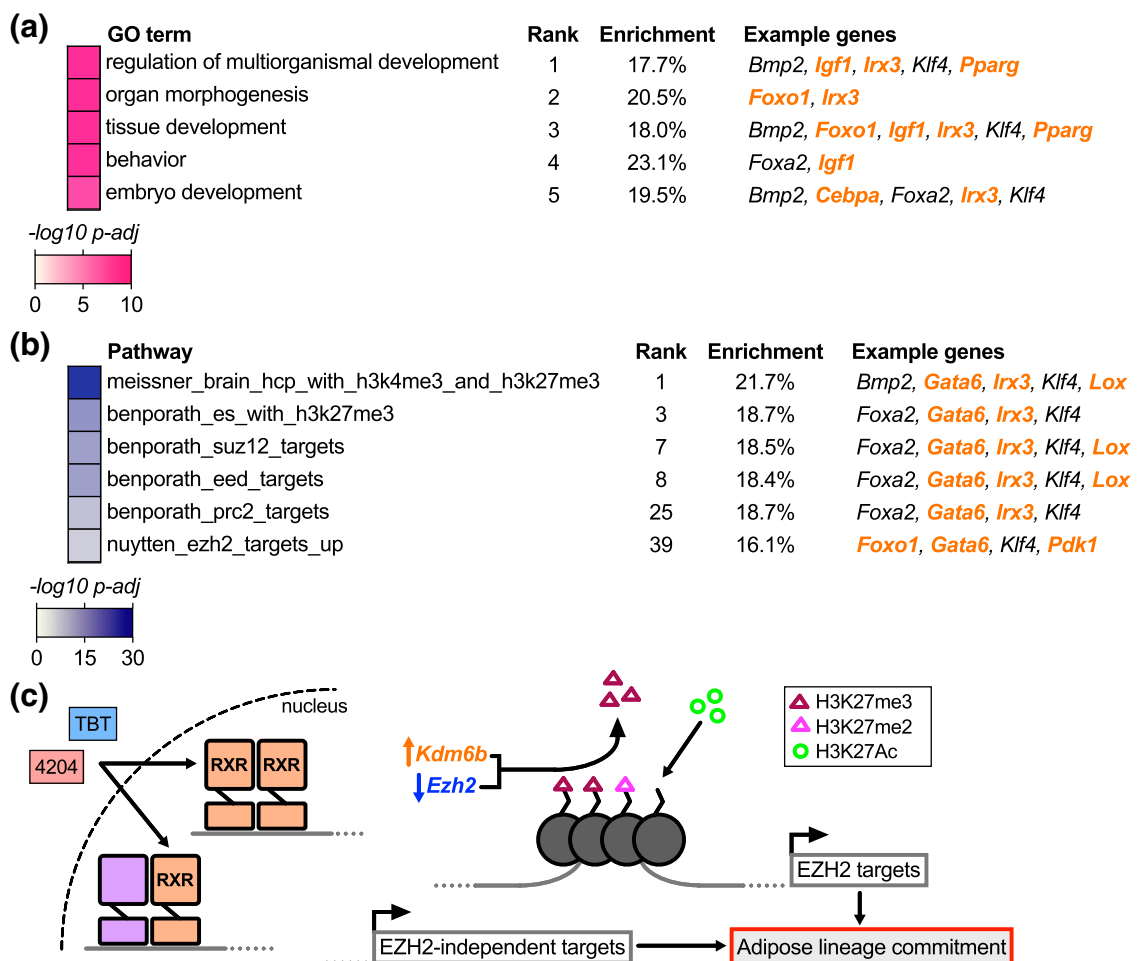 (a)
GO term Rank Enrichment Example genes
regulation of multiorganismal development 1 17.7% Bmp2, Igf1, Irx3, Klf4, Pparg
organ morphogenesis 2 20.5% Foxo1, Irx3
tissue development 3 18.0% Bmp2, Foxo1, Igf1, Irx3, Klf4, Pparg
behavior 4 23.1% Foxa2, Igf1
embryo development 5 19.5% Bmp2, Cebpa, Foxa2, Irx3, Klf4
-log10 p-adj
0 5 10
(b)
Pathway Rank Enrichment Example genes
meissner_brain_hcp_with_h3k4me3_and_h3k27me3 1 21.7% Bmp2, Gata6, Irx3, Klf4, Lox
benporath_es_with_h3k27me3 3 18.7% Foxa2, Gata6, Irx3, Klf4
benporath_suz12_targets 7 18.5% Foxa2, Gata6, Irx3, Klf4, Lox
benporath_eed_targets 8 18.4% Foxa2, Gata6, Irx3, Klf4, Lox
benporath_prc2_targets 25 18.7% Foxa2, Gata6, Irx3, Klf4
nuytten_ezh2_targets_up 39 16.1% Foxo1, Gata6, Klf4, Pdk1
-log10 p-adj
0 15 30
(c)
nucleus
TBT
4204
RXR RXR
RXR
Kdm6b
Ezh2
H3K27me3
H3K27me2
H3K27Ac
EZH2 targets
EZH2-independent targets
Adipose lineage commitment